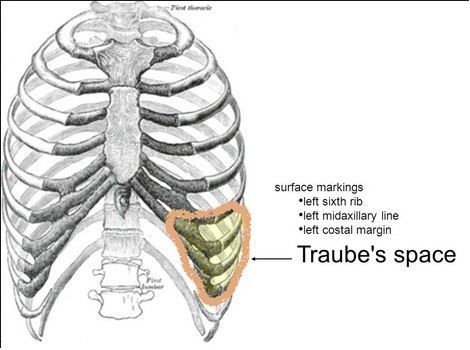 First thoracic
surface markings
•left sixth rib
•left midaxillary line
•left costal margin
Traube's space
First
lumbar